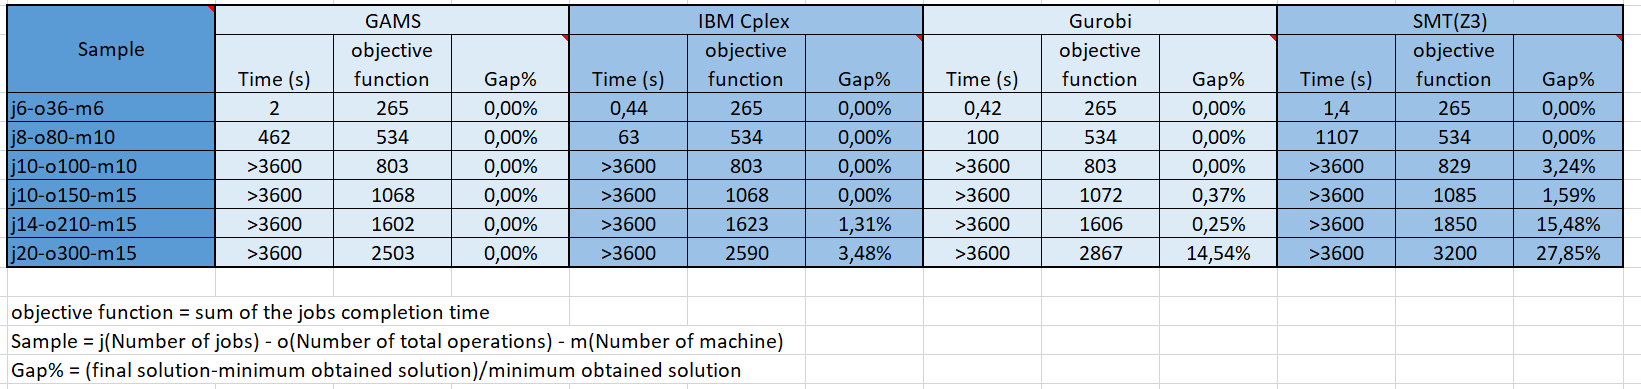 Sample GAMS IBM Cplex Gurobi SMT(Z3)
Time (s) objective function Gap% Time (s) objective function Gap% Time (s) objective function Gap% Time (s) objective function Gap%
j6-o36-m6 2 265 0,00% 0,44 265 0,00% 0,42 265 0,00% 1,4 265 0,00%
j8-o80-m10 462 534 0,00% 63 534 0,00% 100 534 0,00% 1107 534 0,00%
j10-o100-m10 >3600 803 0,00% >3600 803 0,00% >3600 803 0,00% >3600 829 3,24%
j10-o150-m15 >3600 1068 0,00% >3600 1068 0,00% >3600 1072 0,37% >3600 1085 1,59%
j14-o210-m15 >3600 1602 0,00% >3600 1623 1,31% >3600 1606 0,25% >3600 1850 15,48%
j20-o300-m15 >3600 2503 0,00% >3600 2590 3,48% >3600 2867 14,54% >3600 3200 27,85%
objective function = sum of the jobs completion time
Sample = j(Number of jobs) - o(Number of total operations) - m(Number of machine)
Gap% = (final solution-minimum obtained solution)/minimum obtained solution